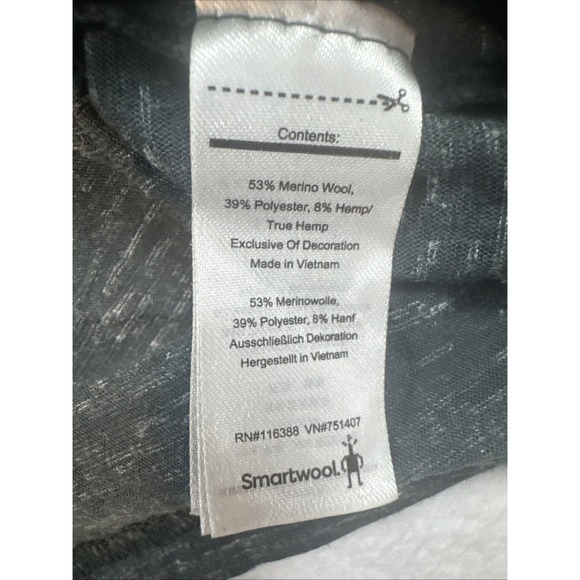 Contents:
53% Merino Wool,
39% Polyester, 8% Hemp/
True Hemp
Exclusive Of Decoration
Made in Vietnam
53% Merinowolle,
39% Polyester, 8% Hanf
Ausschließlich Dekoration
Hergestellt in Vietnam
RN#116388 VN#751407
Smartwool.